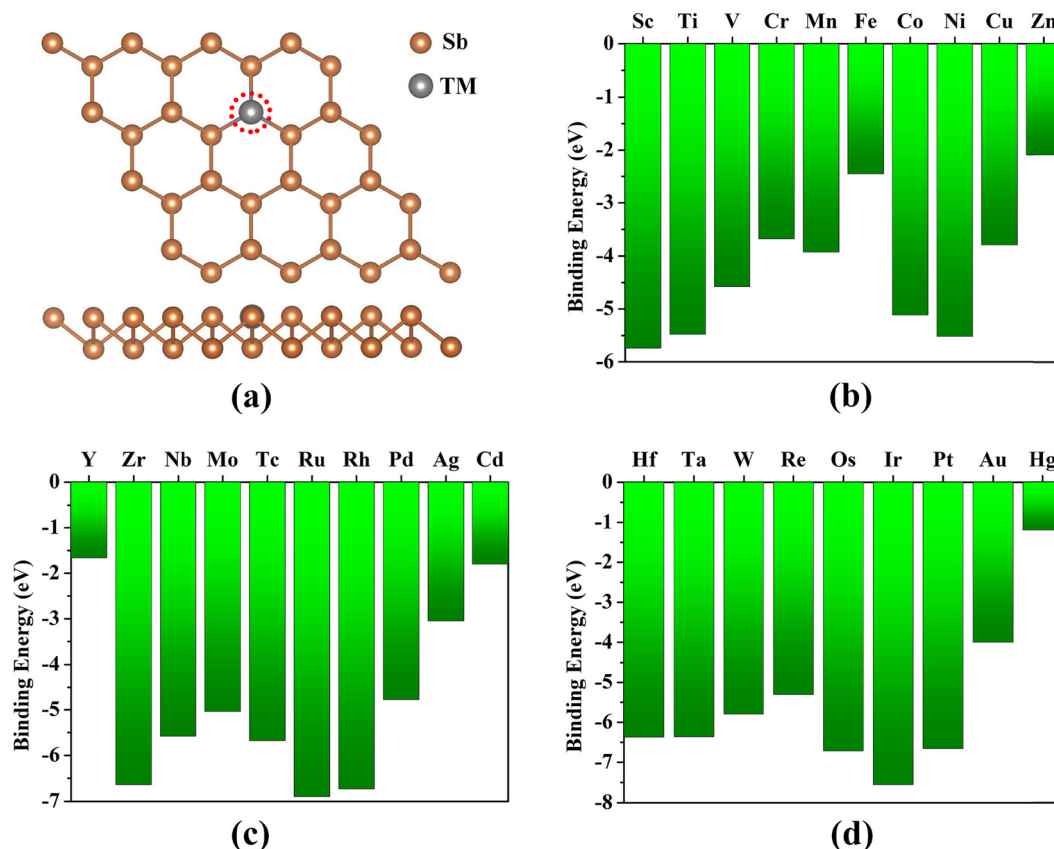 Sb
TM
(a)
Sc Ti V Cr Mn Fe Co Ni Cu Zn
0
-1
-2
-3
-4
-5
-6
Binding Energy (eV)
(b)
Y Zr Nb Mo Tc Ru Rh Pd Ag Cd
0
-1
-2
-3
-4
-5
-6
-7
Binding Energy (eV)
(c)
Hf Ta W Re Os Ir Pt Au Hg
0
-1
-2
-3
-4
-5
-6
-7
-8
Binding Energy (eV)
(d)